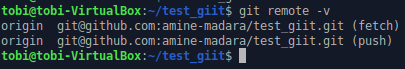 tobi@tobi-VirtualBox:~/test_giit$ git remote -v
origin  git@github.com:amine-madara/test_giit.git (fetch)
origin  git@github.com:amine-madara/test_giit.git (push)
tobi@tobi-VirtualBox:~/test_giit$